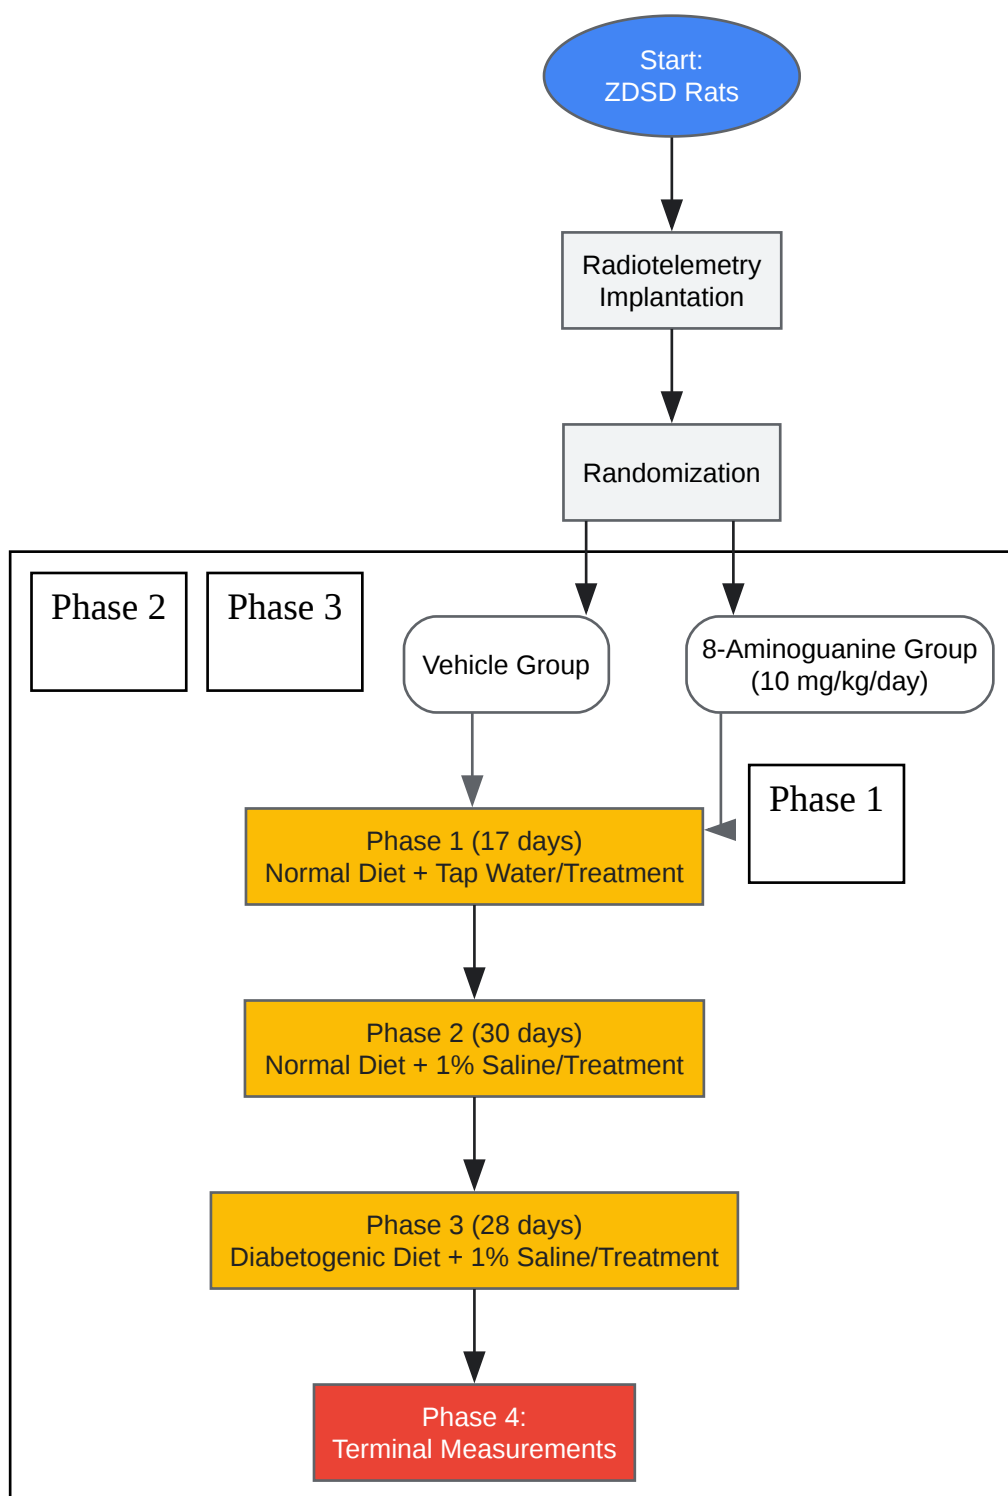 Start:
ZDSD Rats
Radiotelemetry
Implantation
Randomization
Phase 2
Phase 3
Vehicle Group
8-Aminoguanine Group
(10 mg/kg/day)
Phase 1
Phase 1 (17 days)
Normal Diet + Tap Water/Treatment
Phase 2 (30 days)
Normal Diet + 1% Saline/Treatment
Phase 3 (28 days)
Diabetogenic Diet + 1% Saline/Treatment
Phase 4:
Terminal Measurements